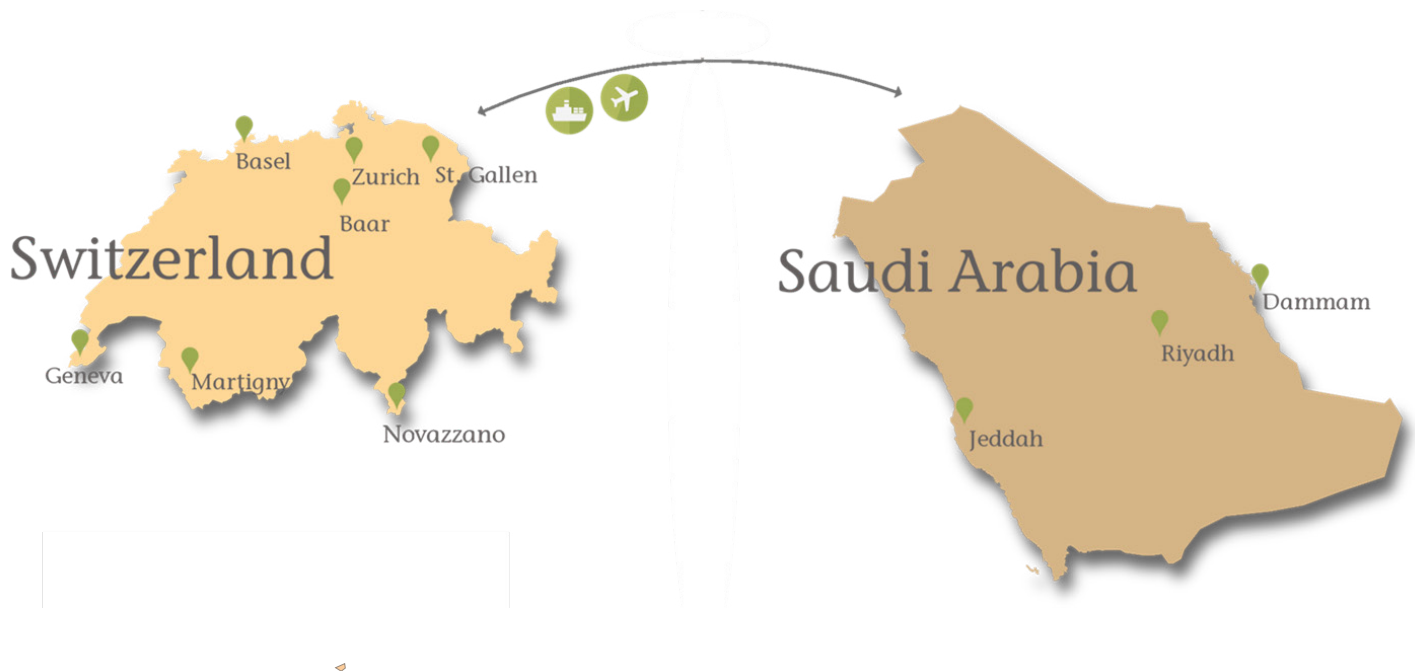 Basel
Zurich
St. Gallen
Baar
Switzerland
Geneva
Martigny
Novazzano
Saudi Arabia
Dammam
Riyadh
Jeddah